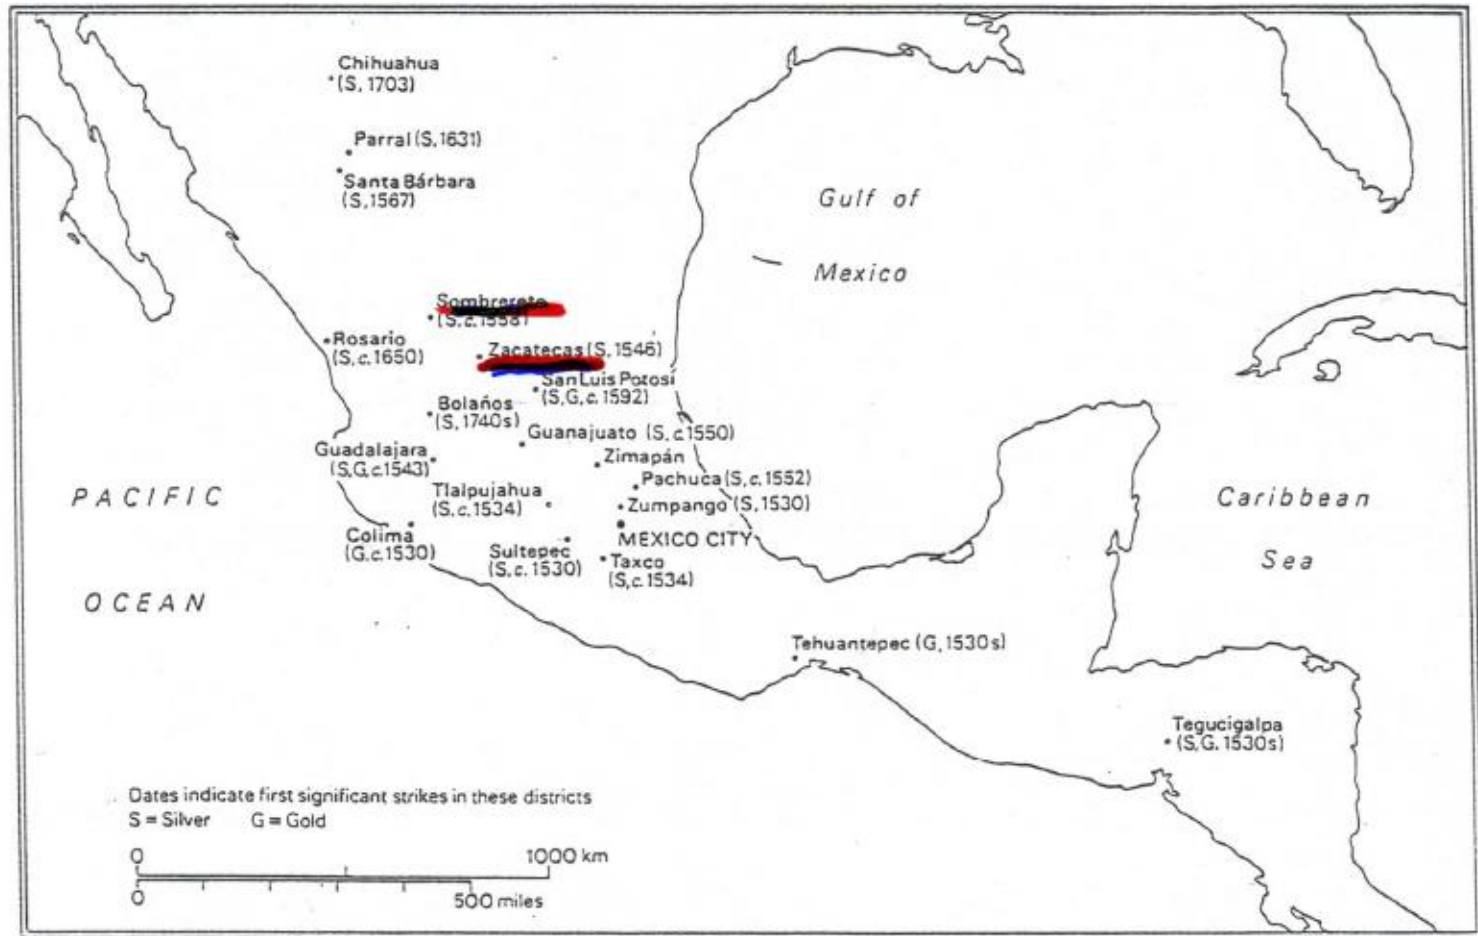 Chihuahua
(S, 1703)
Parral (S, 1631)
Santa Bárbara
(S, 1567)
Gulf of
Mexico
Sombrerete
(S, c. 1558)
Rosario
(S, c. 1650)
Zacatecas (S, 1546)
San Luis Potosí
(S, G, c. 1592)
Bolaños
(S, 1740s)
Guanajuato (S, c. 1550)
Guadalajara
(S, G, c. 1543)
Zimapán
Pachuca (S, c. 1552)
Tlalpujahua
(S, c. 1534)
Zumpango (S, 1530)
PACIFIC
OCEAN
Caribbean
Sea
Colima
(G, c. 1530)
Sultepec
(S, c. 1530)
MEXICO CITY
Taxco
(S, c. 1534)
Tehuantepec (G, 1530s)
Tegucigalpa
(S, G, 1530s)
Dates indicate first significant strikes in these districts
S = Silver G = Gold
0 1000 km
0 500 miles